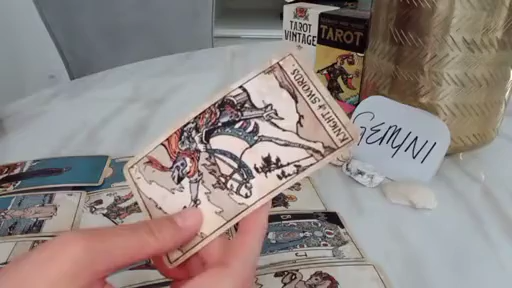 TAROT
VINTAGE
TAROT
KNIGHT of SWORDS.
GEMINI